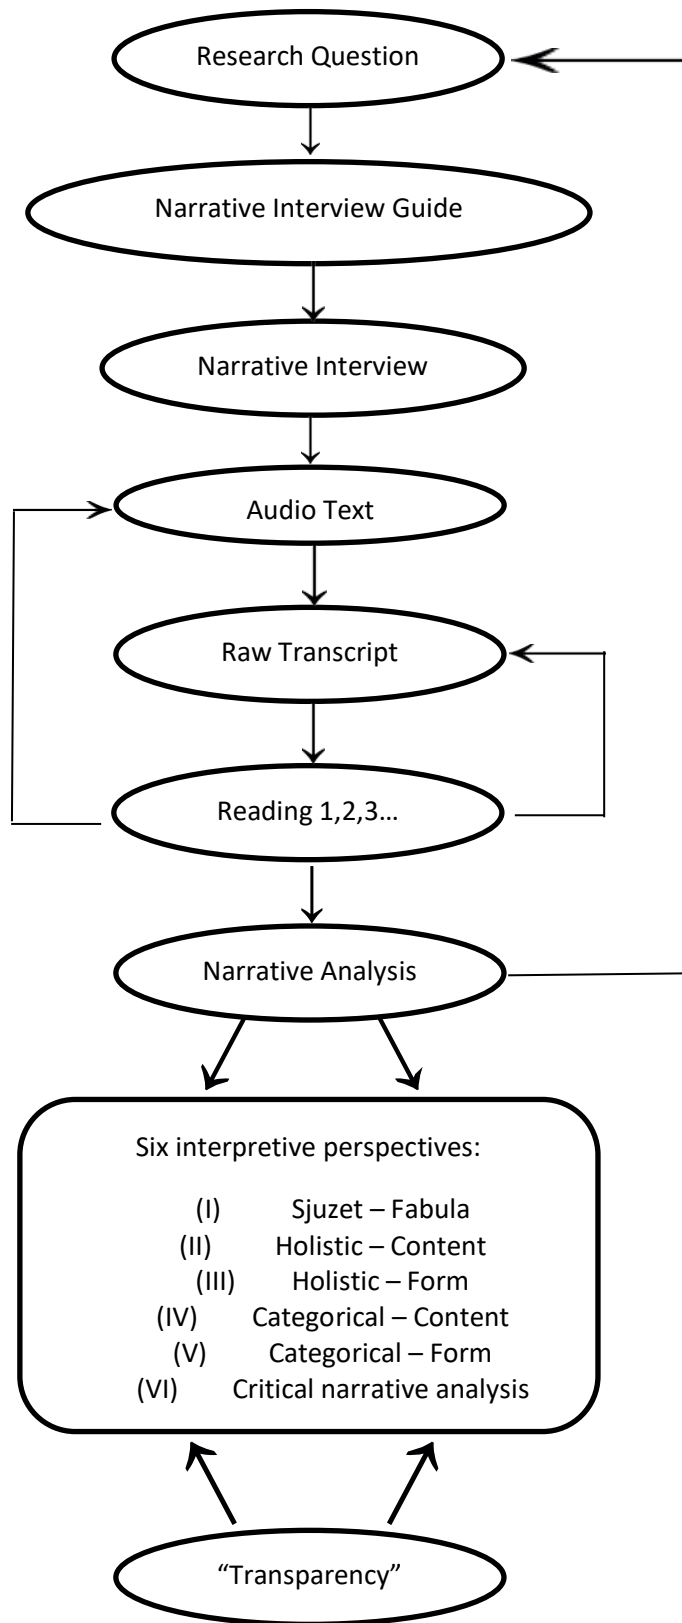 Research Question
Narrative Interview Guide
Narrative Interview
Audio Text
Raw Transcript
Reading 1,2,3…
Narrative Analysis
Six interpretive perspectives:
(I) Sjuzet – Fabula
(II) Holistic – Content
(III) Holistic – Form
(IV) Categorical – Content
(V) Categorical – Form
(VI) Critical narrative analysis
“Transparency”